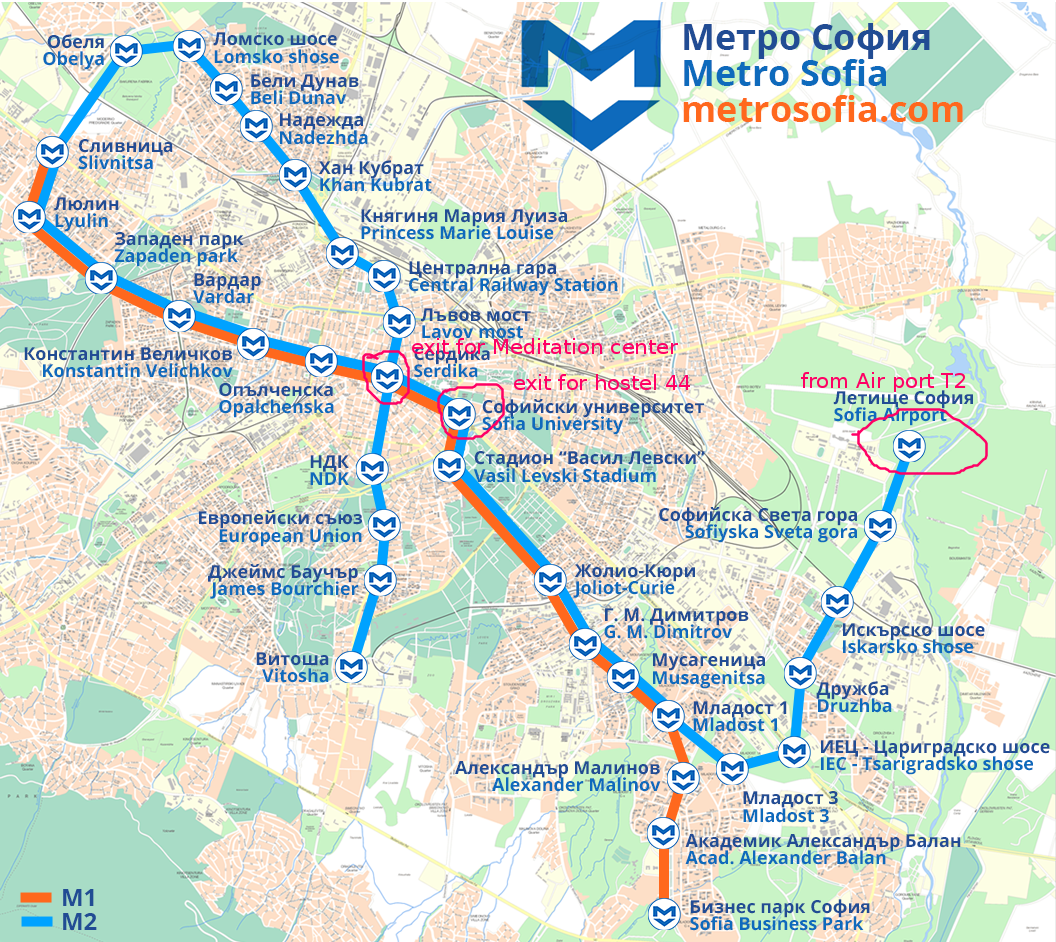 Метро София
Metro Sofia
metrosofia.com
Обеля
Obelya
Ломско шосе
Lomsko shose
Бели Дунав
Beli Dunav
Надежда
Nadezhda
Сливница
Slivnitsa
Хан Кубрат
Khan Kubrat
Люлин
Lyulin
Княгиня Мария Луиза
Princess Marie Louise
Западен парк
Zapaden park
Централна гара
Central Railway Station
Вардар
Vardar
Лъвов мост
Lavov most
exit for Meditation center
Сердика
Serdika
Константин Величков
Konstantin Velichkov
Опълченска
Opalchenska
exit for hostel 44
from Air port T2
Летище София
Sofia Airport
Софийски университет
Sofia University
НДК
NDK
Стадион “Васил Левски”
Vasil Levski Stadium
Европейски съюз
European Union
Софийска Света гора
Sofiyska Sveta gora
Джеймс Баучър
James Bourchier
Жолио-Кюри
Joliot-Curie
Г. М. Димитров
G. M. Dimitrov
Искърско шосе
Iskarsko shose
Витоша
Vitosha
Мусагеница
Musagenitsa
Дружба
Druzhba
Младост 1
Mladost 1
ИЕЦ - Цариградско шосе
IEC - Tsarigradsko shose
Александър Малинов
Alexander Malinov
Младост 3
Mladost 3
Академик Александър Балан
Acad. Alexander Balan
Бизнес парк София
Sofia Business Park
M1
M2